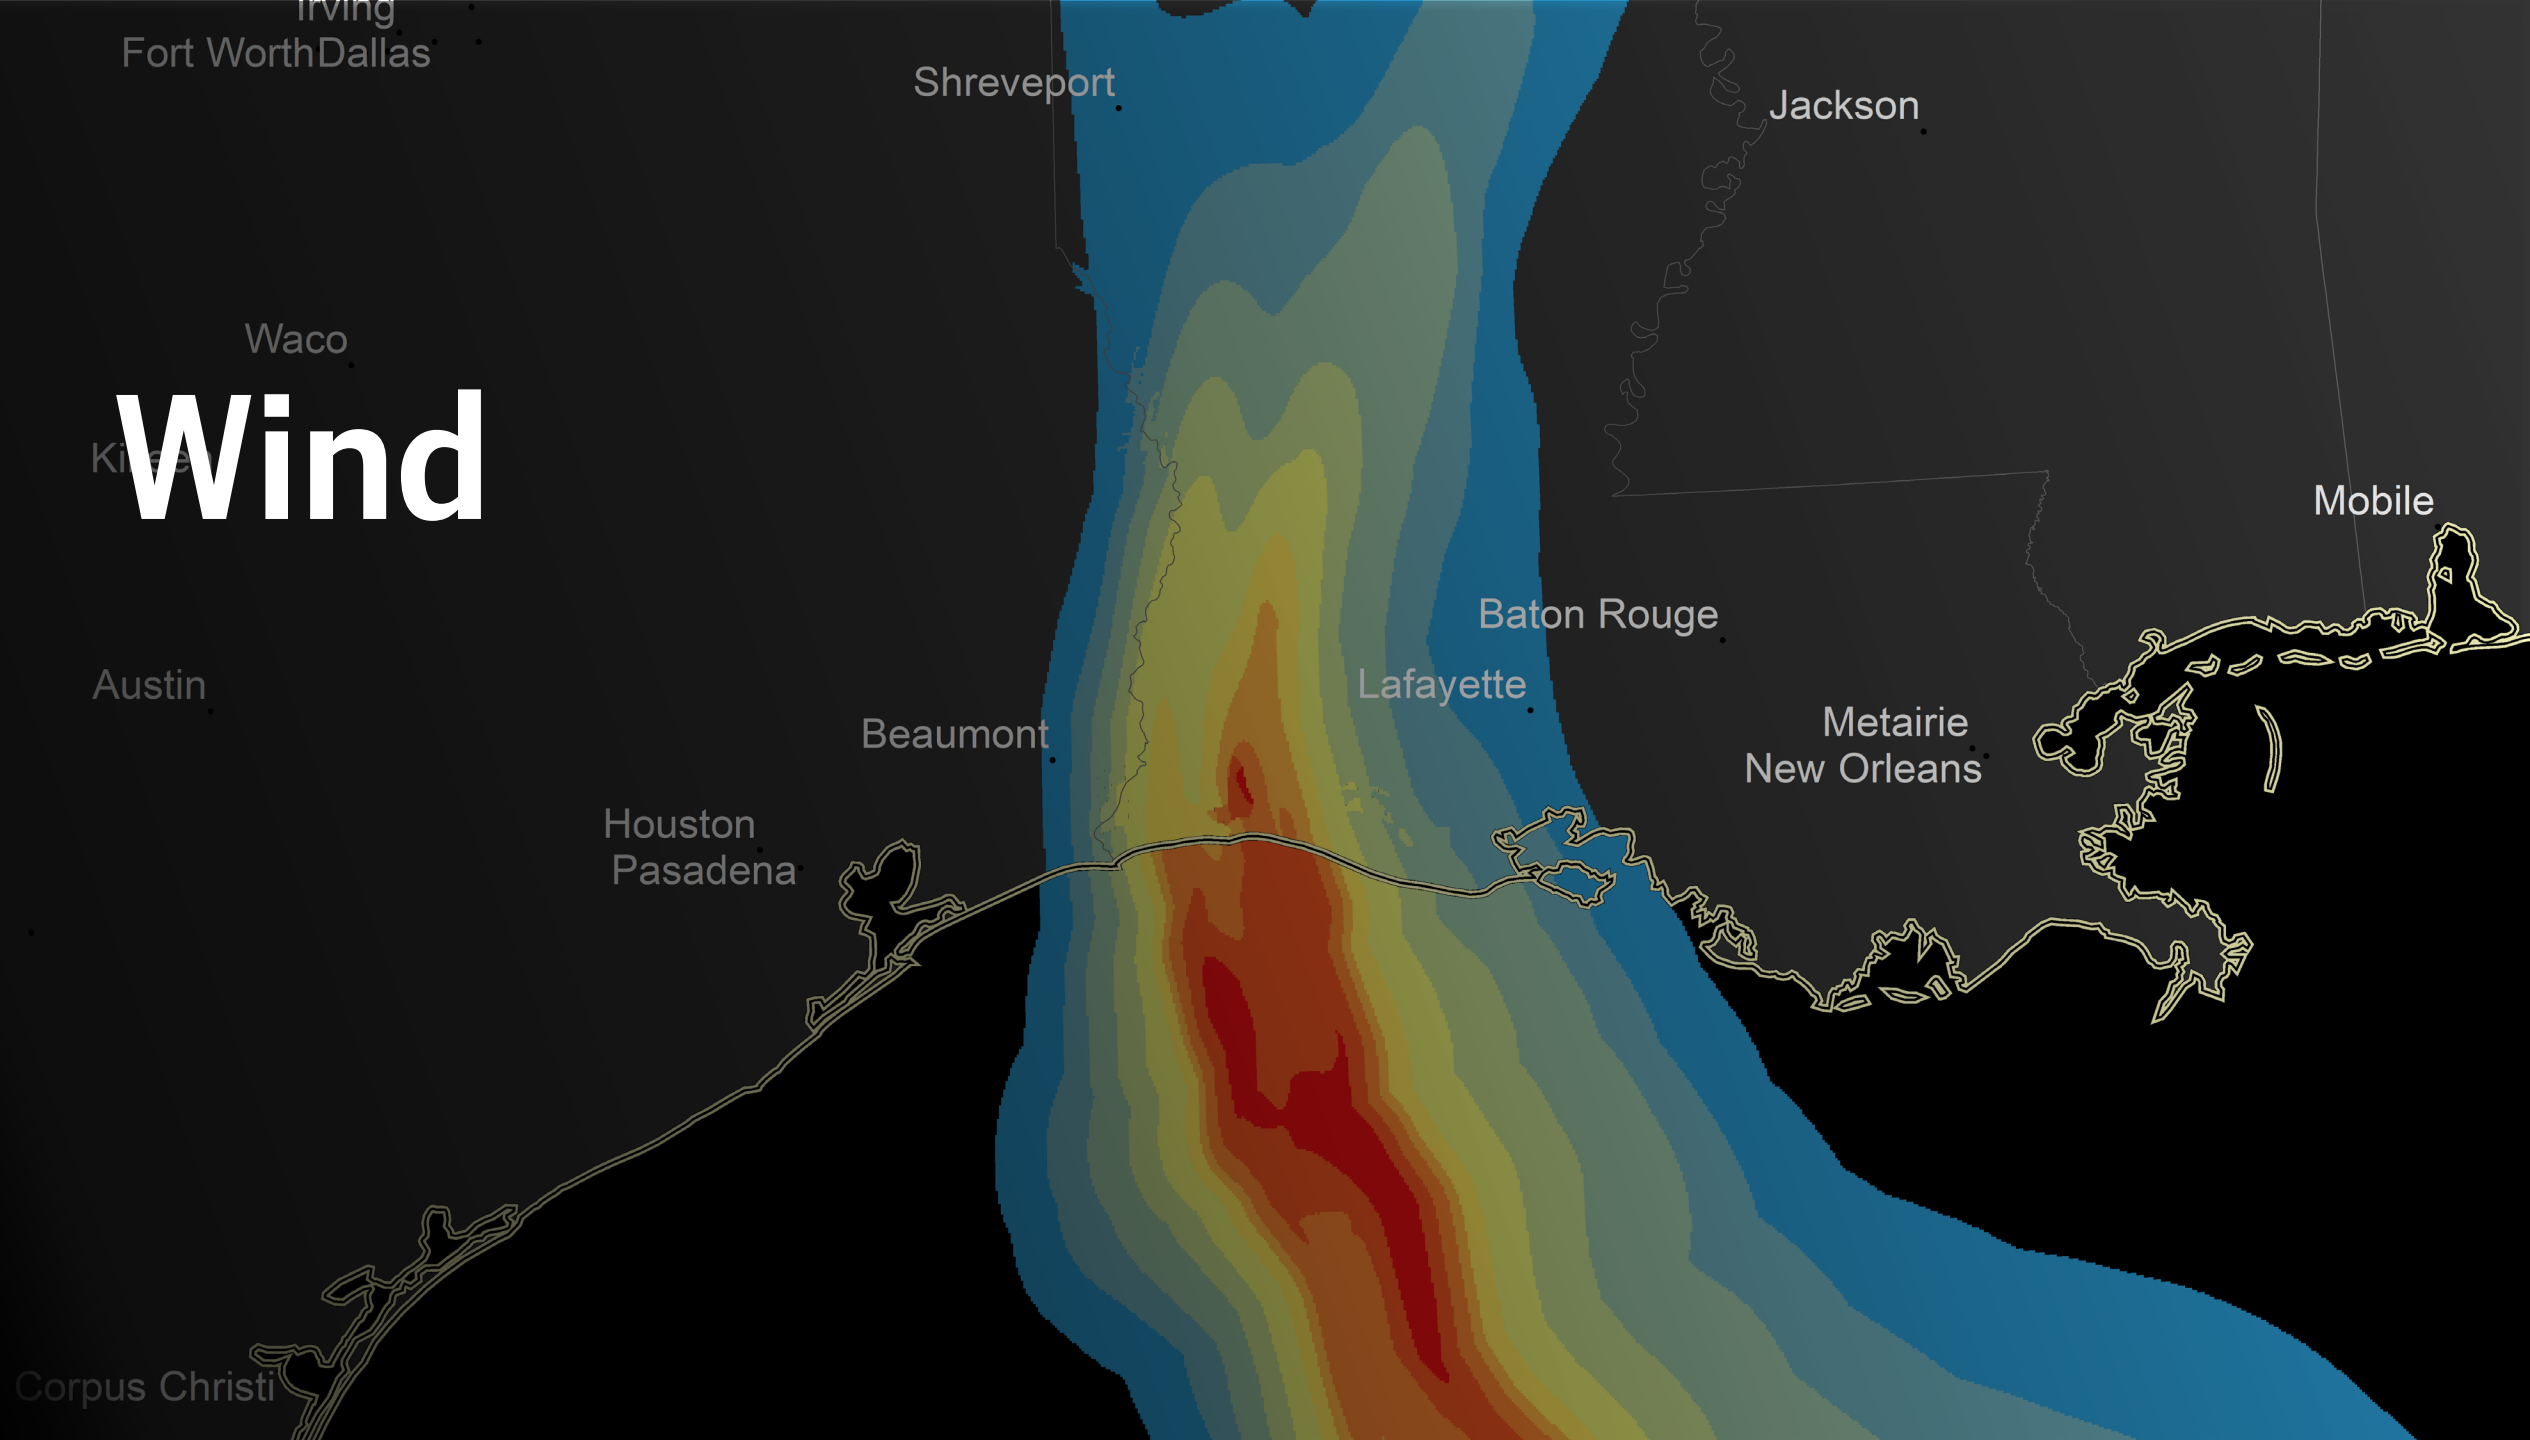 Irving
Fort Worth Dallas
Shreveport
Jackson
Waco
Wind
Mobile
Baton Rouge
Austin
Lafayette
Beaumont
Metairie
New Orleans
Houston
Pasadena
Corpus Christi